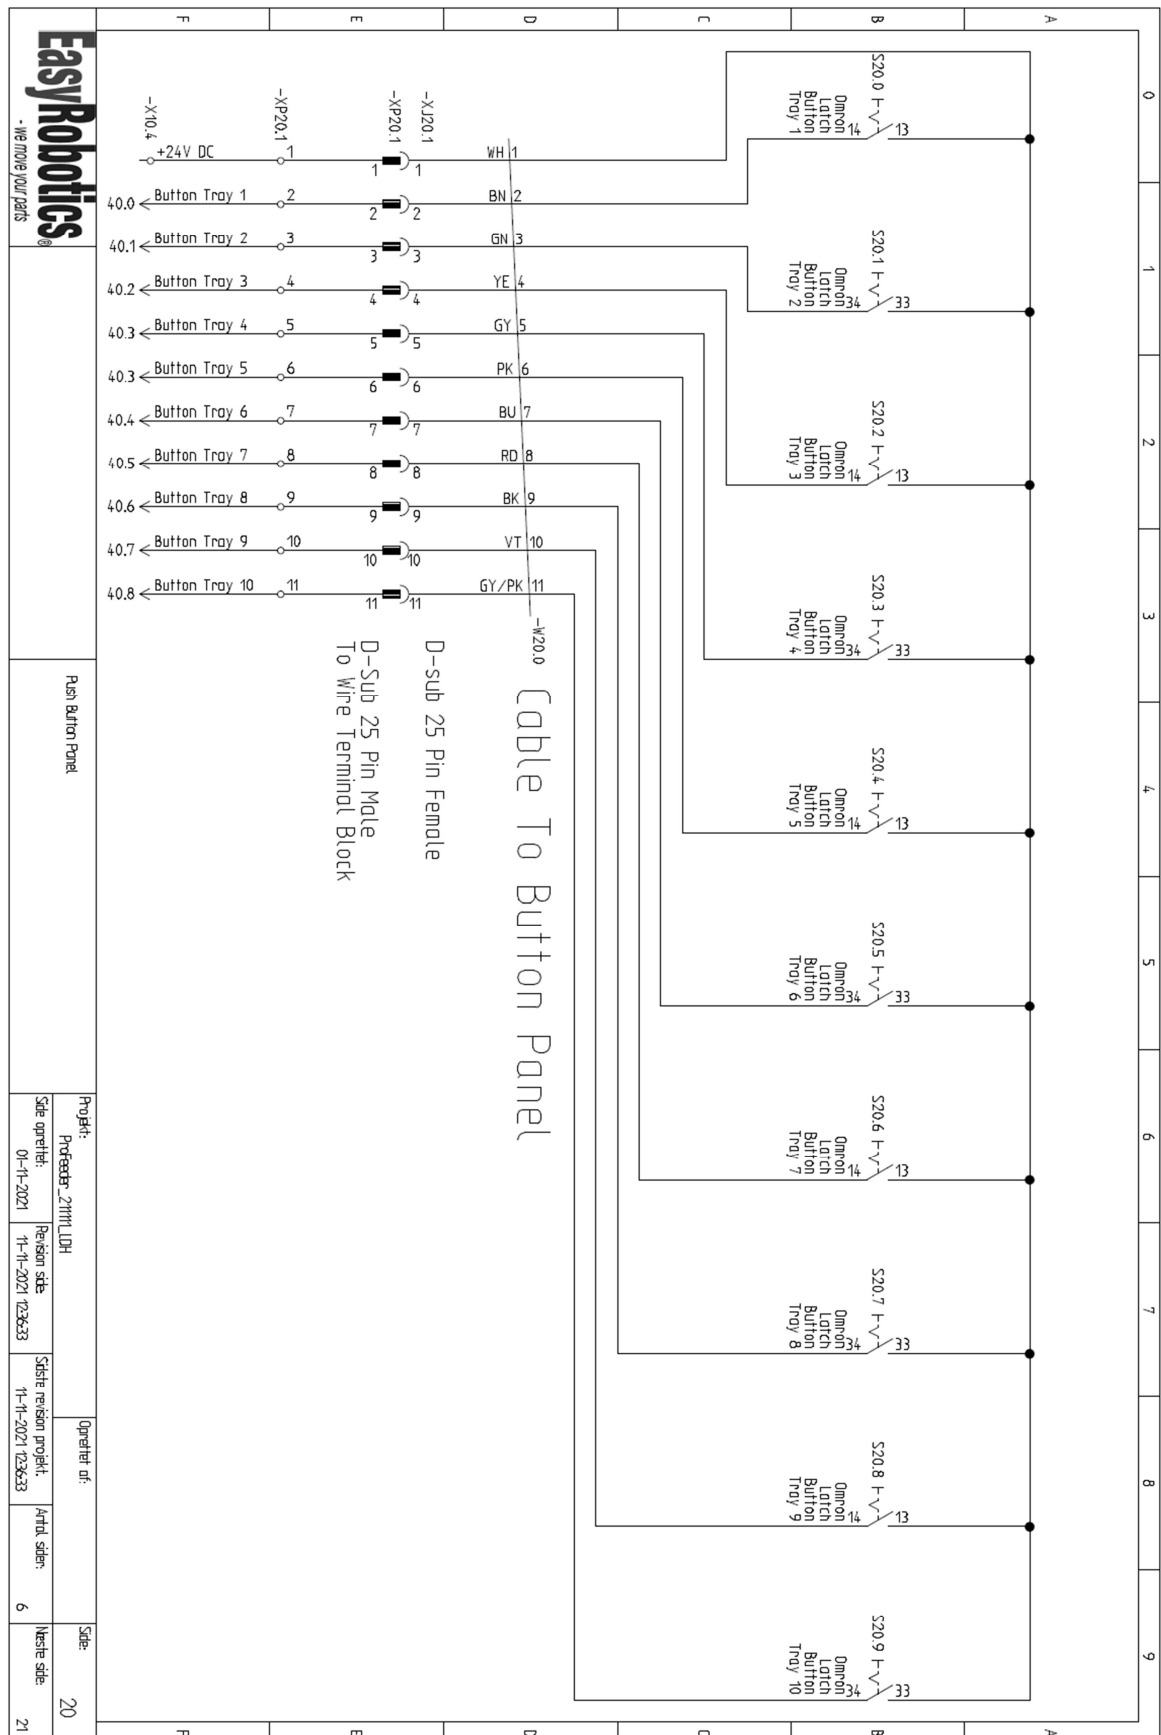 A
B
C
D
E
F
0
1
2
3
4
5
6
7
8
9
S20.0
13
14
Omron
Latch
Button
Tray 1
S20.1
33
34
Omron
Latch
Button
Tray 2
S20.2
13
14
Omron
Latch
Button
Tray 3
S20.3
33
34
Omron
Latch
Button
Tray 4
S20.4
13
14
Omron
Latch
Button
Tray 5
S20.5
33
34
Omron
Latch
Button
Tray 6
S20.6
13
14
Omron
Latch
Button
Tray 7
S20.7
33
34
Omron
Latch
Button
Tray 8
S20.8
13
14
Omron
Latch
Button
Tray 9
S20.9
33
34
Omron
Latch
Button
Tray 10
-X10.4
-XP20.1
-XP20.1
-XJ20.1
+24V DC 1 1 1 WH 1
40.0 Button Tray 1 2 2 2 BN 2
40.1 Button Tray 2 3 3 3 GN 3
40.2 Button Tray 3 4 4 4 YE 4
40.3 Button Tray 4 5 5 5 GY 5
40.3 Button Tray 5 6 6 6 PK 6
40.4 Button Tray 6 7 7 7 BU 7
40.5 Button Tray 7 8 8 8 RD 8
40.6 Button Tray 8 9 9 9 BK 9
40.7 Button Tray 9 10 10 10 VT 10
40.8 Button Tray 10 11 11 11 GY/PK 11
-W20.0
Cable To Button Panel
D-sub 25 Pin Female
D-Sub 25 Pin Male
To Wire Terminal Block
EasyRobotics®
- we move your parts
Push Button Panel
Projekt:
ProFeeder_211111_LDH
Oprettet af:
Side:
20
Side oprettet:
01-11-2021
Revision side:
11-11-2021 12:36:33
Sidste revision projekt:
11-11-2021 12:36:33
Antal sider:
6
Næste side:
21
F
E
D
C
B
A